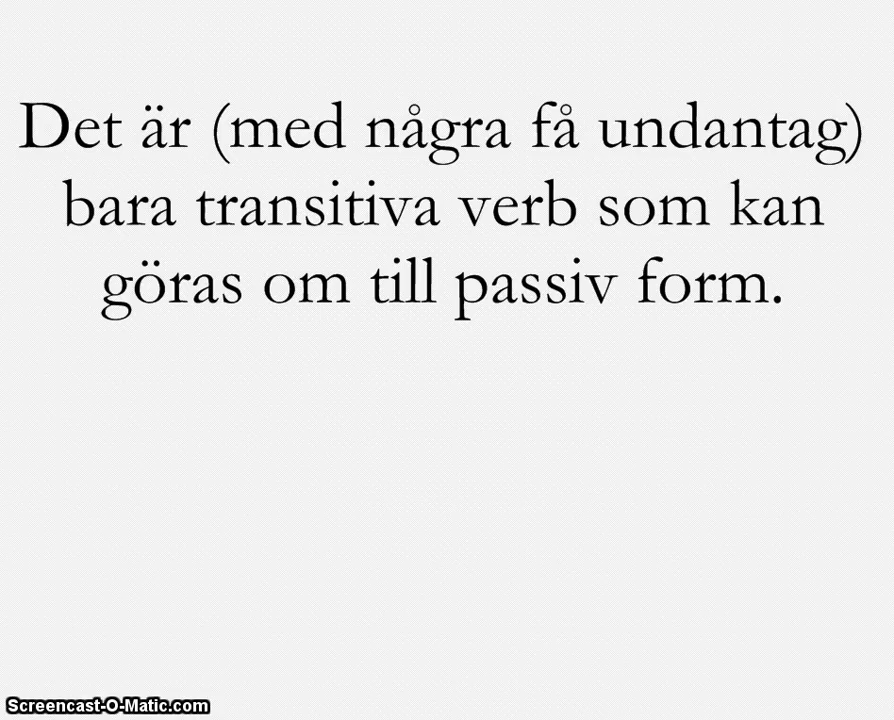 Det är (med några få undantag)
bara transitiva verb som kan
göras om till passiv form.
Screencast-O-Matic.com